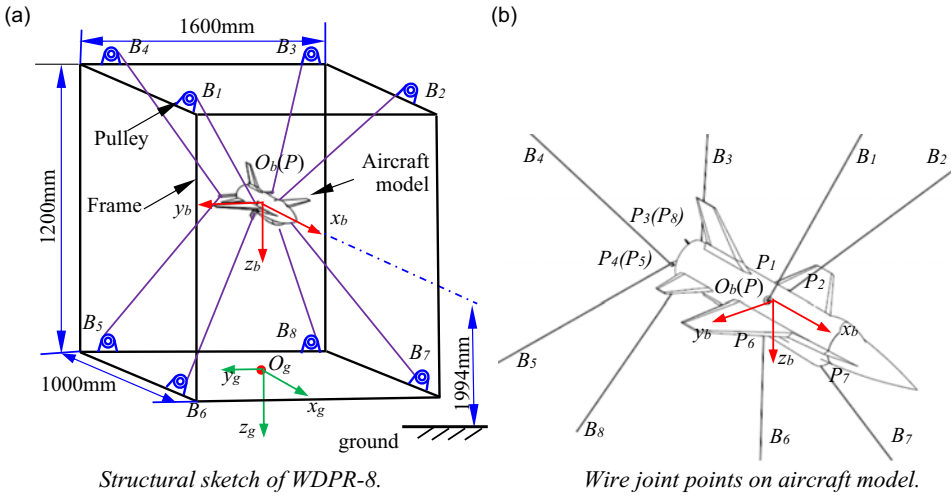 (a)
1600mm
B4
B3
B1
B2
Pulley
Ob(P)
Aircraft
model
Frame
yb
xb
zb
1200mm
B5
B8
B7
1000mm
Og
yg
B6
xg
zg
1994mm
ground
Structural sketch of WDPR-8.
(b)
B4
B3
B1
B2
P3(P8)
P4(P5)
P1
P2
Ob(P)
yb
xb
P6
zb
P7
B5
B8
B6
B7
Wire joint points on aircraft model.